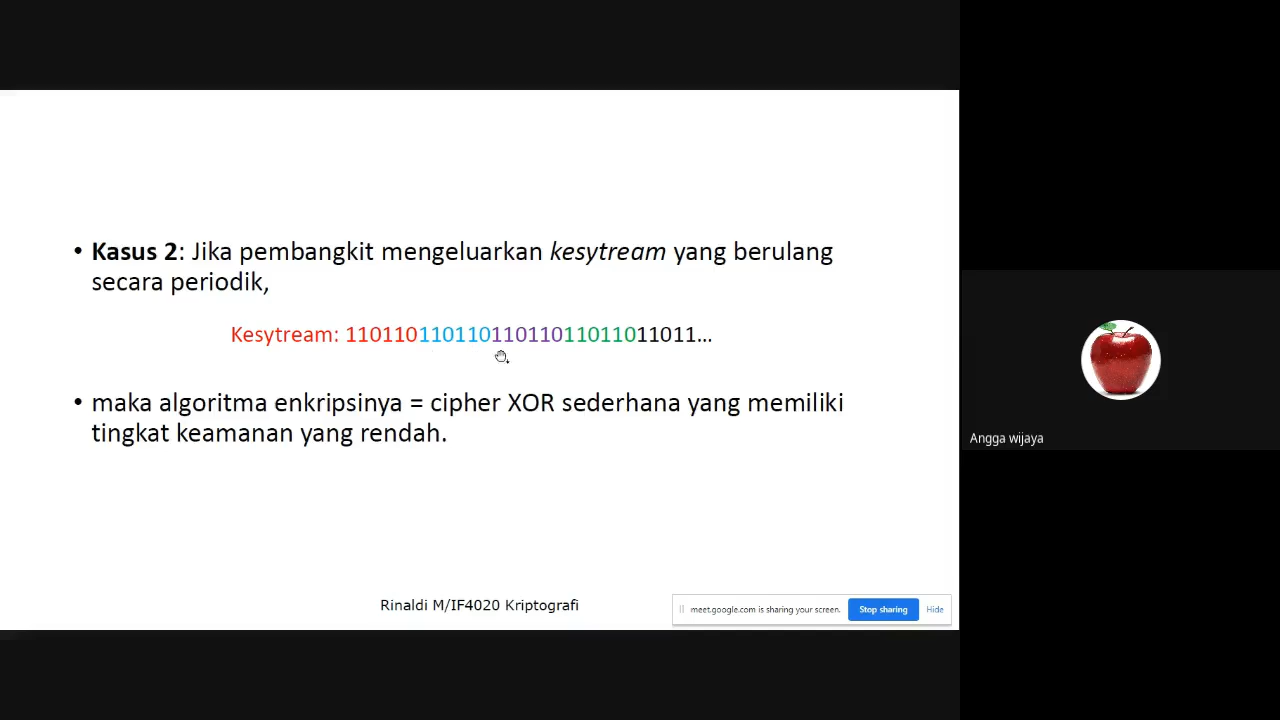 • Kasus 2: Jika pembangkit mengeluarkan kesytream yang berulang
secara periodik,
Kesytream: 11011011011011011011011011011...
• maka algoritma enkripsinya = cipher XOR sederhana yang memiliki
tingkat keamanan yang rendah.
Rinaldi M/IF4020 Kriptografi
meet.google.com is sharing your screen.
Stop sharing
Hide
Angga wijaya